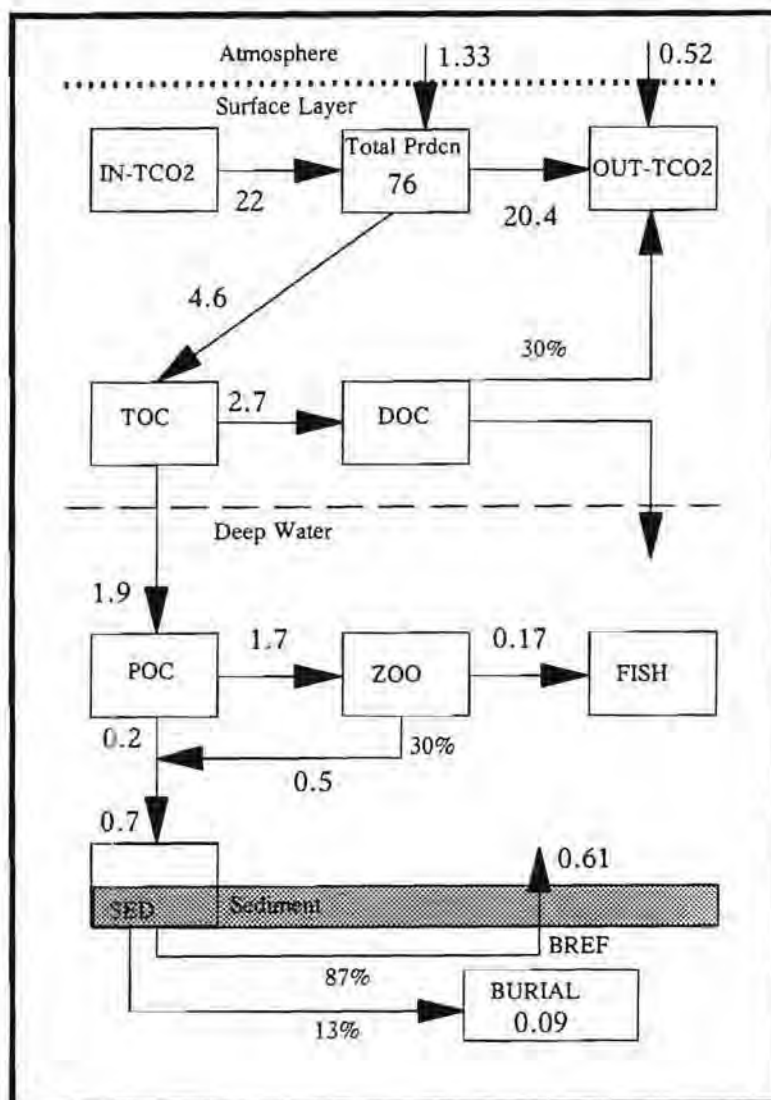 Atmosphere
1.33
0.52
Surface Layer
IN-TCO2
22
Total Prdcn
76
20.4
OUT-TCO2
4.6
30%
TOC
2.7
DOC
Deep Water
1.9
POC
1.7
ZOO
0.17
FISH
0.2
30%
0.5
0.7
0.61
SED
Sediment
BREF
87%
BURIAL
0.09
13%